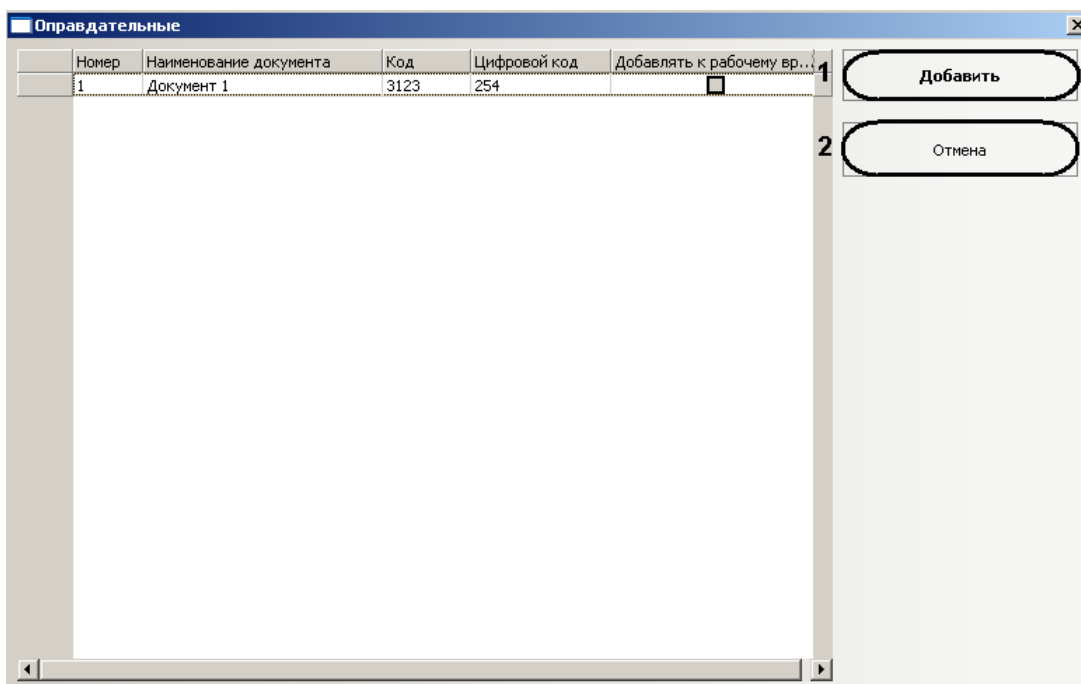 Оправдательные
Номер Наименование документа Код Цифровой код Добавлять к рабочему вр...
1 Документ 1 3123 254
1 Добавить
2 Отмена